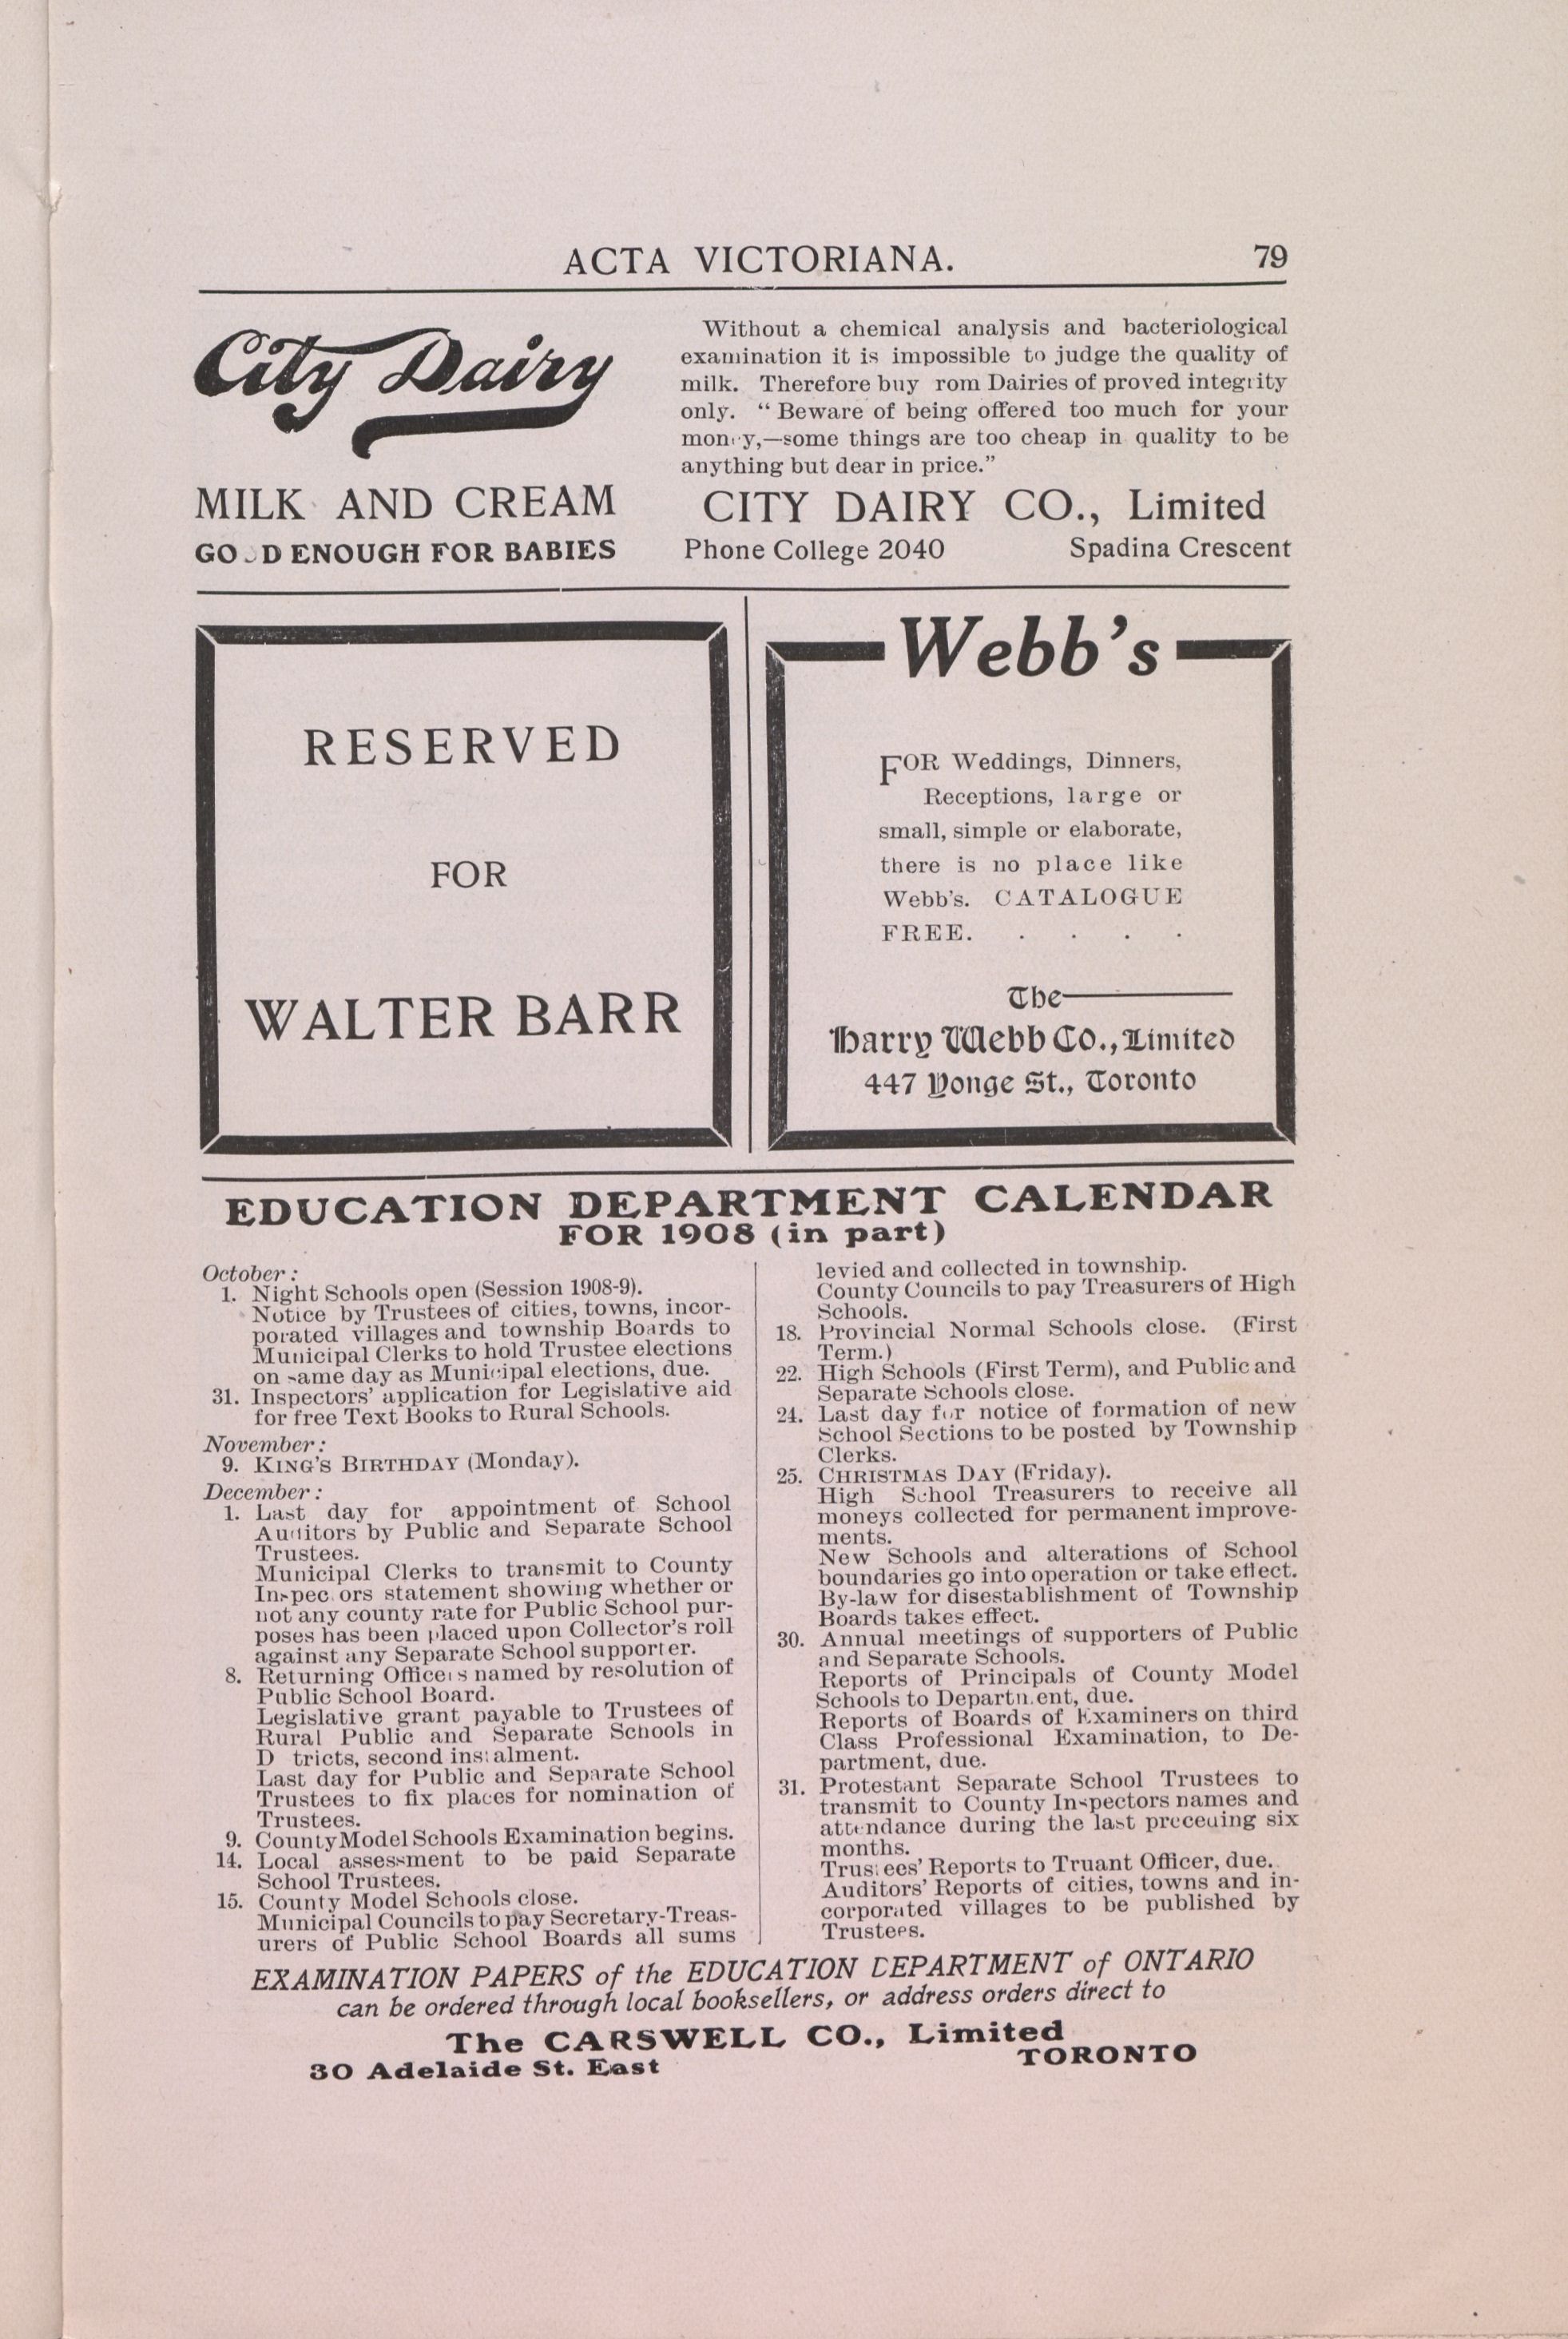 ACTA VICTORIANA. 79
City Dairy
MILK AND CREAM
GOOD ENOUGH FOR BABIES
Without a chemical analysis and bacteriological
examination it is impossible to judge the quality of
milk. Therefore buy rom Dairies of proved integrity
only. “Beware of being offered too much for your
money,—some things are too cheap in quality to be
anything but dear in price.”
CITY DAIRY CO., Limited
Phone College 2040 Spadina Crescent
RESERVED
FOR
WALTER BARR
Webb's
FOR Weddings, Dinners,
Receptions, large or
small, simple or elaborate,
there is no place like
Webb's. CATALOGUE
FREE. . . . .
The
Harry Webb Co., Limited
447 Yonge St., Toronto
EDUCATION DEPARTMENT CALENDAR
FOR 1908 (in part)
October:
1. Night Schools open (Session 1908-9).
Notice by Trustees of cities, towns, incor-
porated villages and township Boards to
Municipal Clerks to hold Trustee elections
on same day as Municipal elections, due.
31. Inspectors' application for Legislative aid
for free Text Books to Rural Schools.
November:
9. KING'S BIRTHDAY (Monday).
December:
1. Last day for appointment of School
Auditors by Public and Separate School
Trustees.
Municipal Clerks to transmit to County
Inspectors statement showing whether or
not any county rate for Public School pur-
poses has been placed upon Collector's roll
against any Separate School supporter.
8. Returning Officers named by resolution of
Public School Board.
Legislative grant payable to Trustees of
Rural Public and Separate Schools in
D tricts, second instalment.
Last day for Public and Separate School
Trustees to fix places for nomination of
Trustees.
9. County Model Schools Examination begins.
14. Local assessment to be paid Separate
School Trustees.
15. County Model Schools close.
Municipal Councils to pay Secretary-Treas-
urers of Public School Boards all sums
levied and collected in township.
County Councils to pay Treasurers of High
Schools.
18. Provincial Normal Schools close. (First
Term.)
22. High Schools (First Term), and Public and
Separate Schools close.
24. Last day for notice of formation of new
School Sections to be posted by Township
Clerks.
25. CHRISTMAS DAY (Friday).
High School Treasurers to receive all
moneys collected for permanent improve-
ments.
New Schools and alterations of School
boundaries go into operation or take effect.
By-law for disestablishment of Township
Boards takes effect.
30. Annual meetings of supporters of Public
and Separate Schools.
Reports of Principals of County Model
Schools to Department, due.
Reports of Boards of Examiners on third
Class Professional Examination, to De-
partment, due.
31. Protestant Separate School Trustees to
transmit to County Inspectors names and
attendance during the last preceding six
months.
Trustees' Reports to Truant Officer, due.
Auditors' Reports of cities, towns and in-
corporated villages to be published by
Trustees.
EXAMINATION PAPERS of the EDUCATION DEPARTMENT of ONTARIO
can be ordered through local booksellers, or address orders direct to
The CARSWELL CO., Limited
30 Adelaide St. East TORONTO